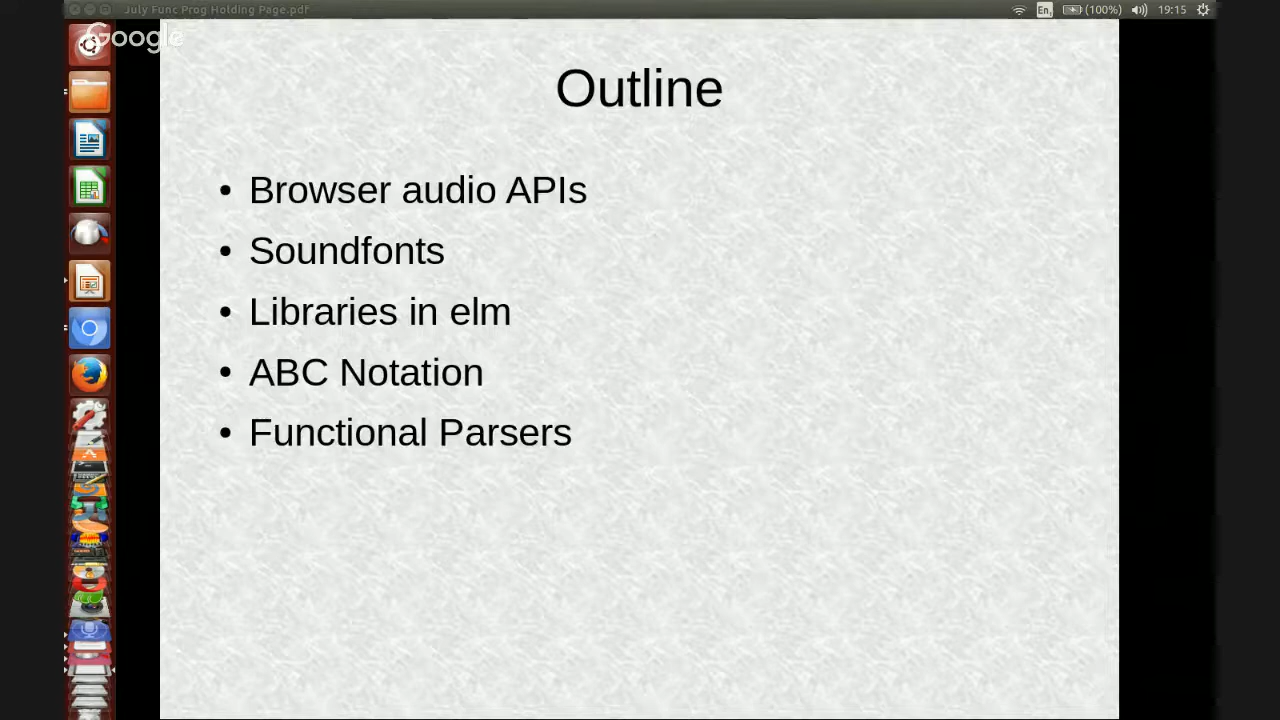 July Func Prog Holding Page.pdf
En
(100%)
19:15
Google
Outline
• Browser audio APIs
• Soundfonts
• Libraries in elm
• ABC Notation
• Functional Parsers